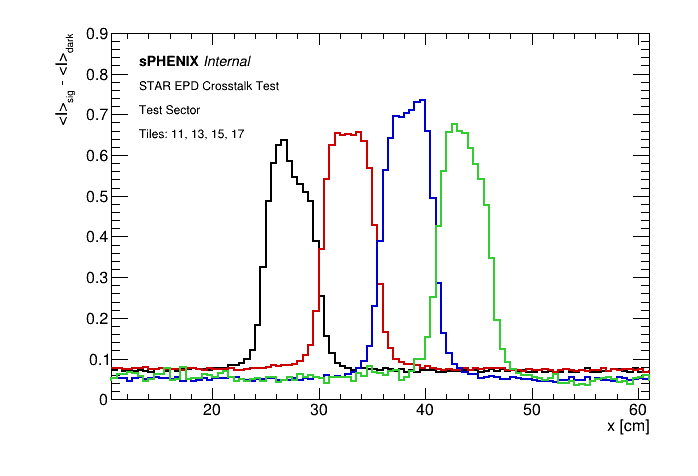 <I>sig - <I>dark
0.9
0.8
0.7
0.6
0.5
0.4
0.3
0.2
0.1
0
sPHENIX Internal
STAR EPD Crosstalk Test
Test Sector
Tiles: 11, 13, 15, 17
20 30 40 50 60
x [cm]